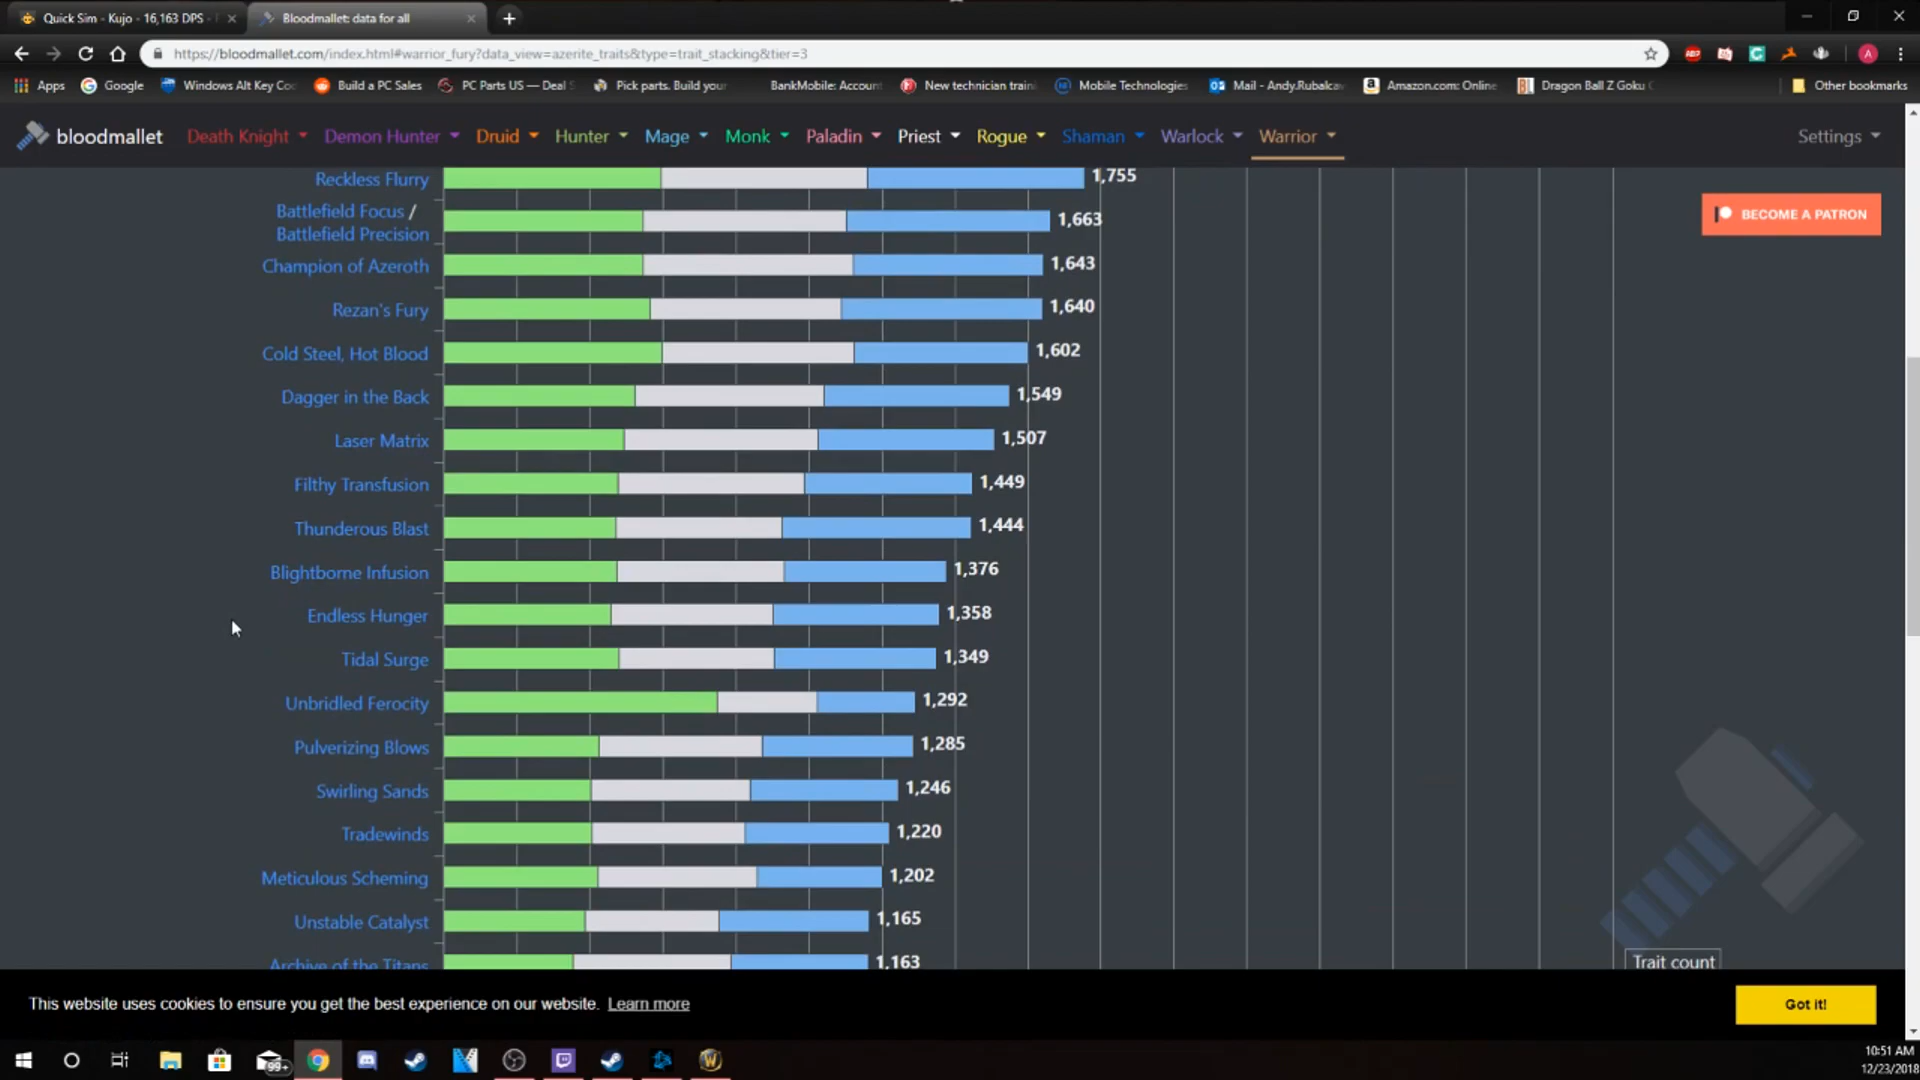 Quick Sim - Kujo - 16,163 DPS -
Bloodmallet: data for all
https://bloodmallet.com/index.html#warrior_fury?data_view=azerite_traits&type=trait_stacking&tier=3
Apps
Google
Windows Alt Key Co
Build a PC Sales
PC Parts US — Deal S
Pick parts. Build your
BankMobile: Account
New technician traini
Mobile Technologies
Mail - Andy.Rubalca
Amazon.com: Online
Dragon Ball Z Goku
Other bookmarks
bloodmallet
Death Knight
Demon Hunter
Druid
Hunter
Mage
Monk
Paladin
Priest
Rogue
Shaman
Warlock
Warrior
Settings
BECOME A PATRON
Reckless Flurry 1,755
Battlefield Focus /
Battlefield Precision 1,663
Champion of Azeroth 1,643
Rezan's Fury 1,640
Cold Steel, Hot Blood 1,602
Dagger in the Back 1,549
Laser Matrix 1,507
Filthy Transfusion 1,449
Thunderous Blast 1,444
Blightborne Infusion 1,376
Endless Hunger 1,358
Tidal Surge 1,349
Unbridled Ferocity 1,292
Pulverizing Blows 1,285
Swirling Sands 1,246
Tradewinds 1,220
Meticulous Scheming 1,202
Unstable Catalyst 1,165
Archive of the Titans 1,163
Trait count
This website uses cookies to ensure you get the best experience on our website. Learn more
Got it!
99+
10:51 AM
12/23/2018